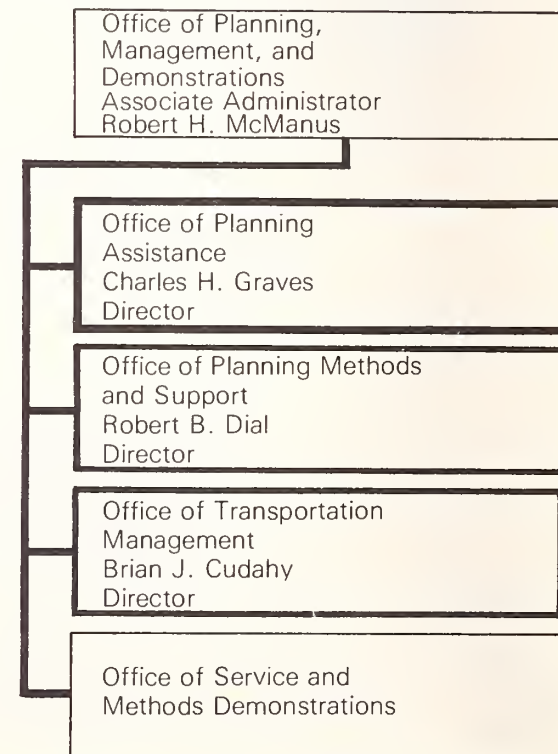 Office of Planning,
Management, and
Demonstrations
Associate Administrator
Robert H. McManus
Office of Planning
Assistance
Charles H. Graves
Director
Office of Planning Methods
and Support
Robert B. Dial
Director
Office of Transportation
Management
Brian J. Cudahy
Director
Office of Service and
Methods Demonstrations